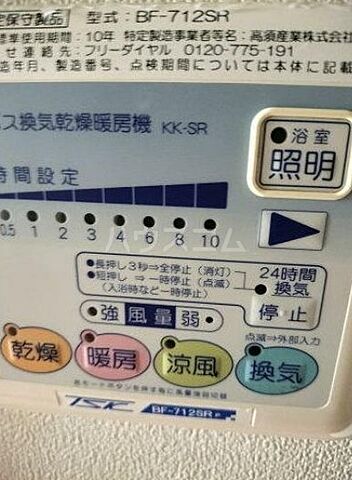 定保守製品 型式：BF-712SR
標準使用期間：10年 特定製造事業者等名：高須産業株式会社
せ連絡先：フリーダイヤル 0120-775-191
造年月、製造番号、点検期間については本体に記載
ス換気乾燥暖房機 KK-SR
浴室
照明
時間設定
0.5 1 2 3 4 6 8 10
ハウスコム
長押し3秒⇒全停止（消灯）
短押し⇒一時停止（点滅）
（入浴時など一時停止）
24時間
換気
停止
強 風量 弱
点滅⇒外部入力
乾燥 暖房 涼風 換気
TSK BF-712SR